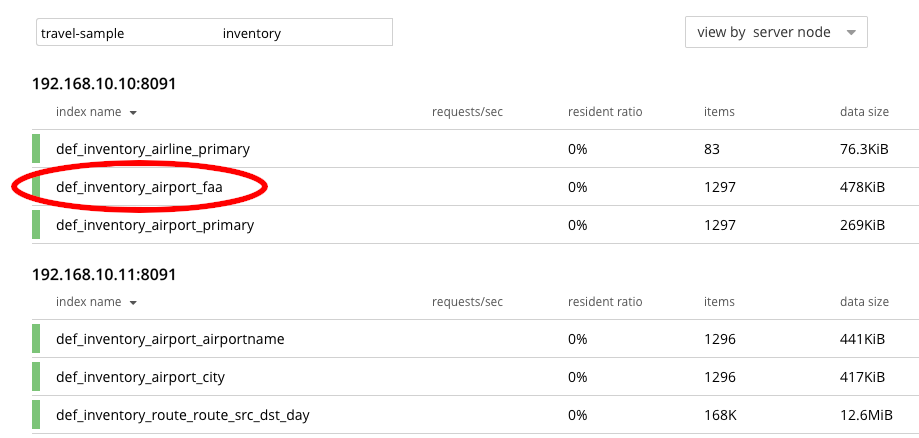 travel-sample inventory view by server node
192.168.10.10:8091
index name requests/sec resident ratio items data size
def_inventory_airline_primary 0% 83 76.3KiB
def_inventory_airport_faa 0% 1297 478KiB
def_inventory_airport_primary 0% 1297 269KiB
192.168.10.11:8091
index name requests/sec resident ratio items data size
def_inventory_airport_airportname 0% 1296 441KiB
def_inventory_airport_city 0% 1296 417KiB
def_inventory_route_route_src_dst_day 0% 168K 12.6MiB